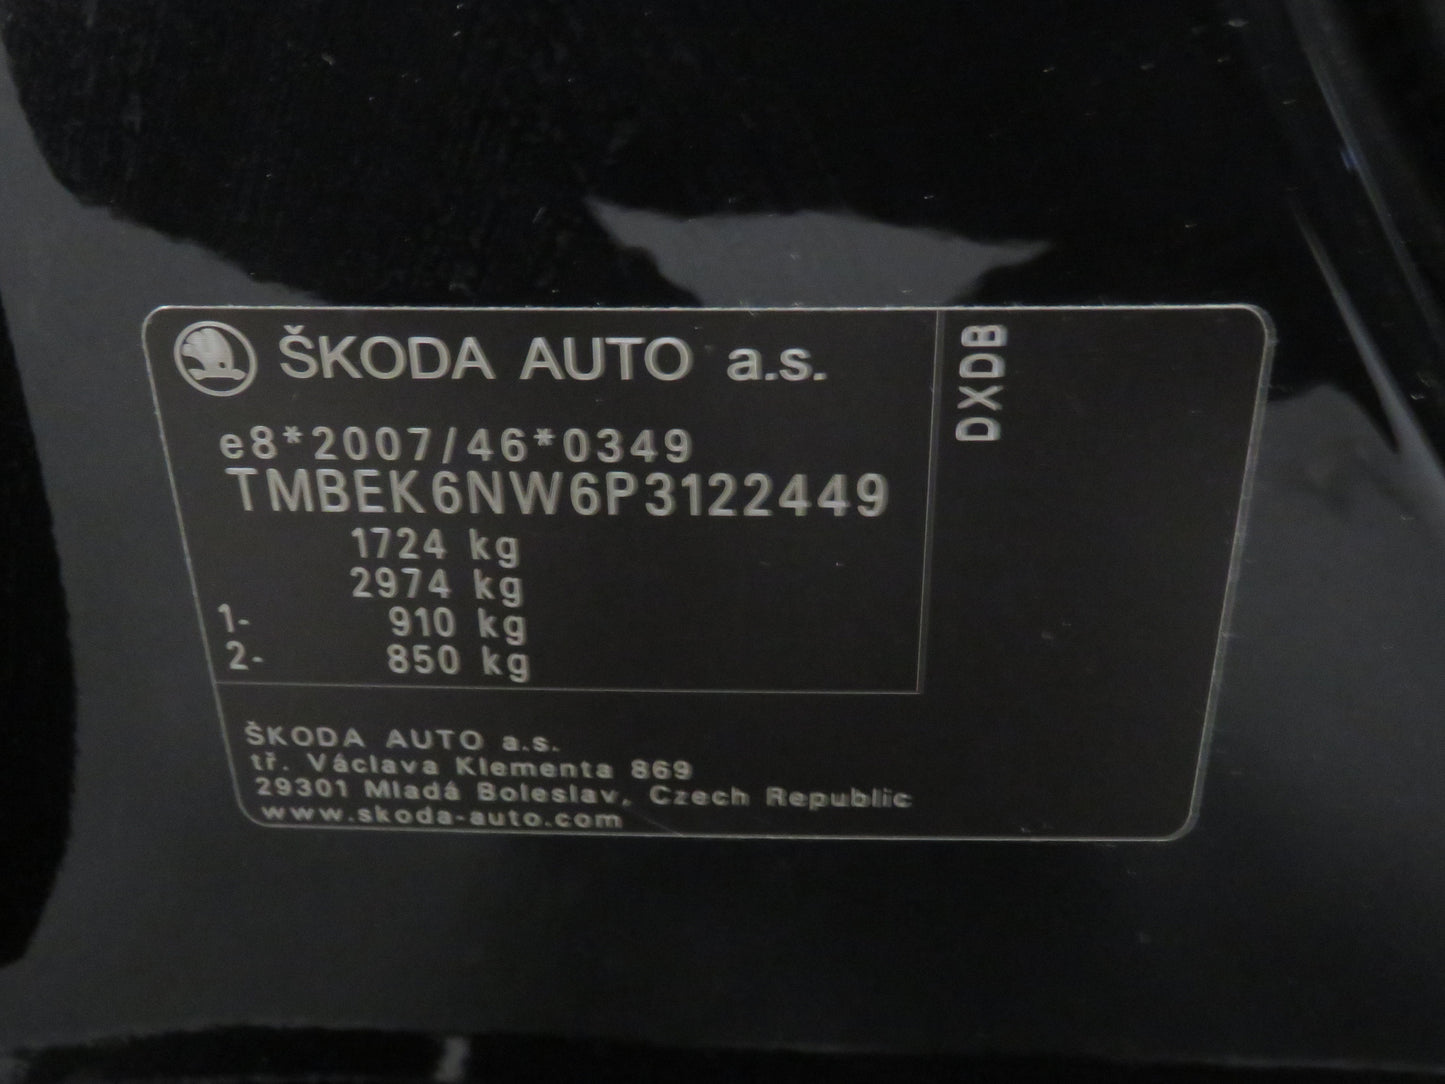 ŠKODA AUTO a.s.
DXDB
e8*2007/46*0349
TMBEK6NW6P3122449
1724 kg
2974 kg
1- 910 kg
2- 850 kg
ŠKODA AUTO a.s.
tř. Václava Klementa 869
29301 Mladá Boleslav, Czech Republic
www.skoda-auto.com